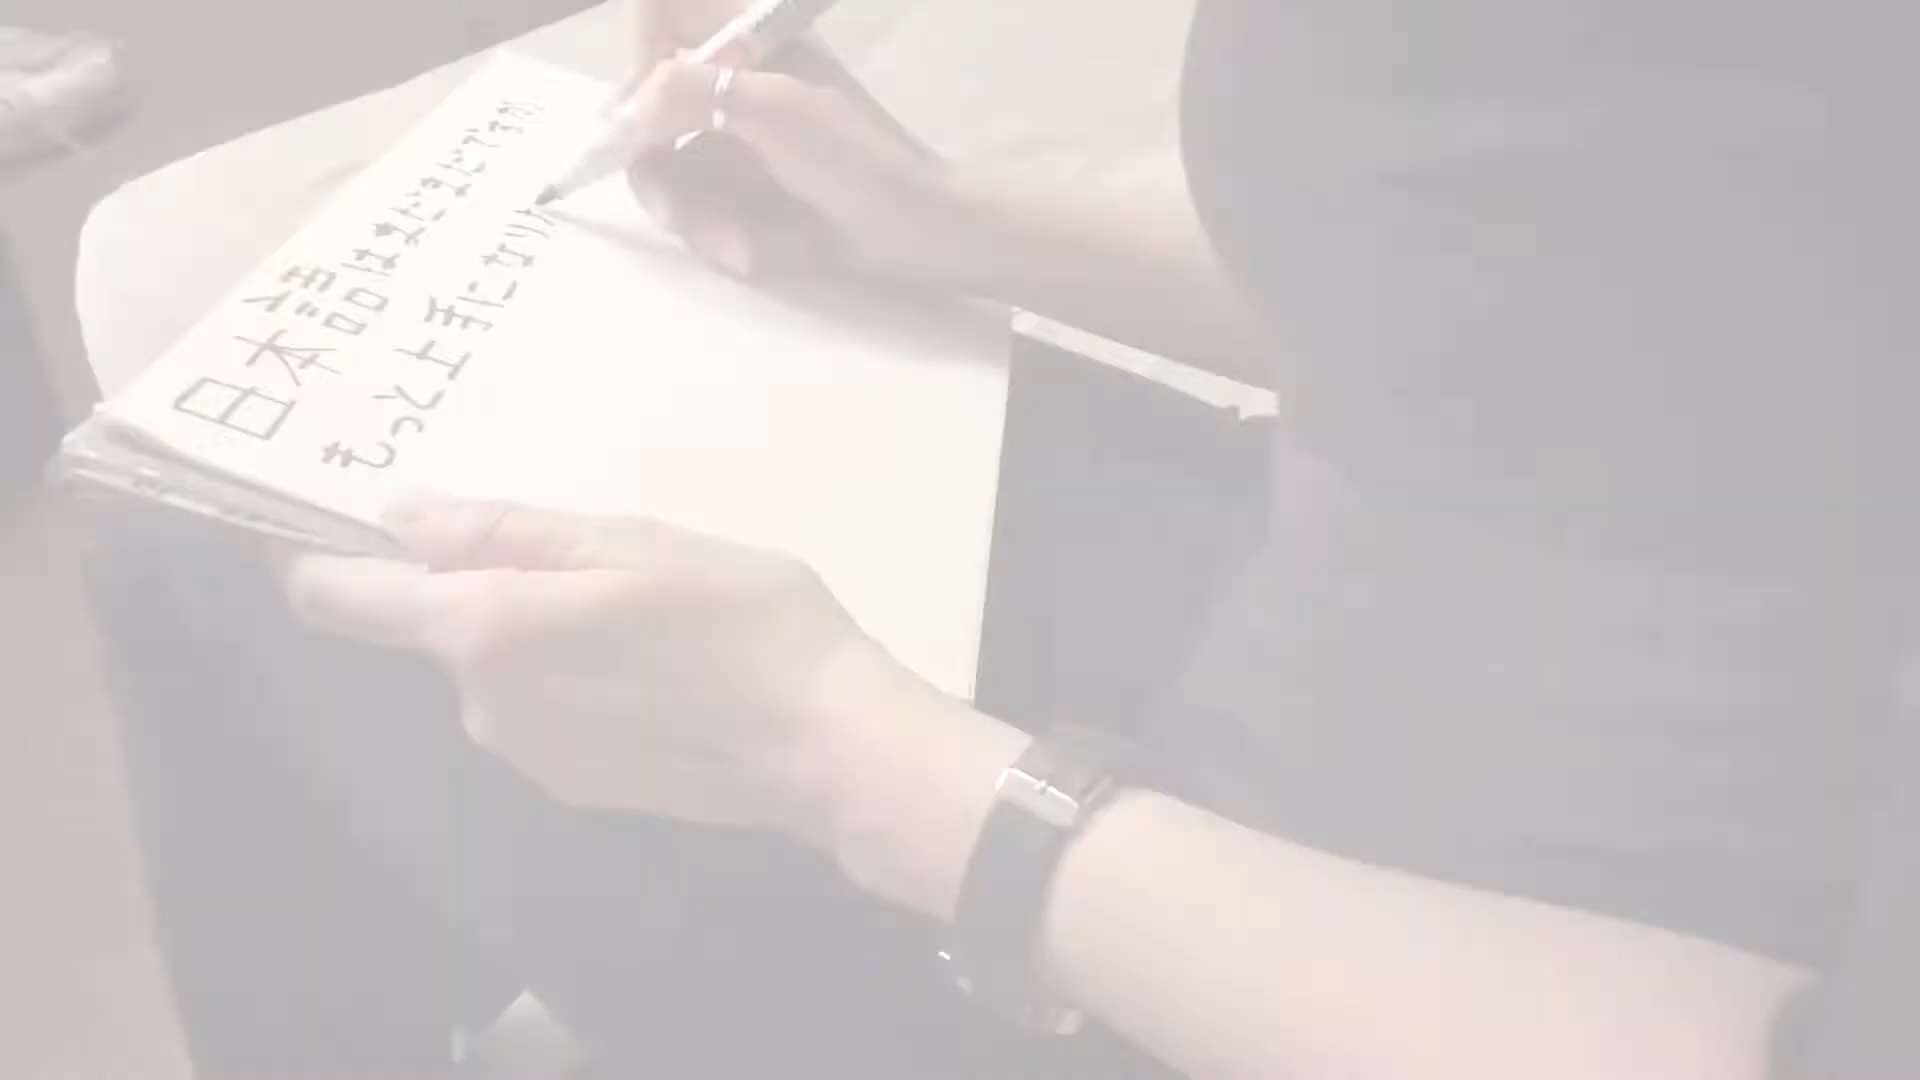 日本語はまだまだですが、
もっと上手になりた